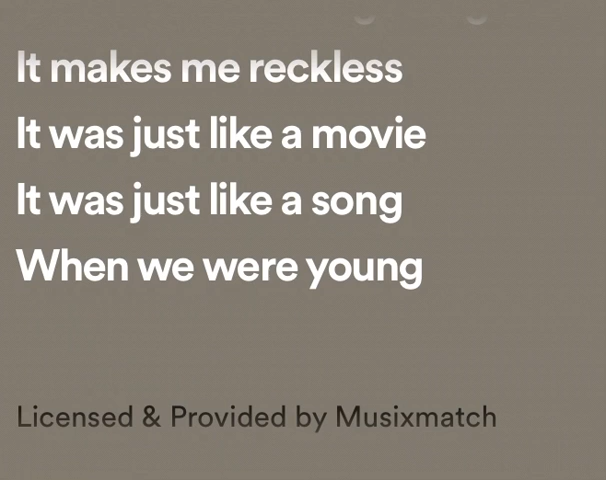 It makes me reckless
It was just like a movie
It was just like a song
When we were young
Licensed & Provided by Musixmatch